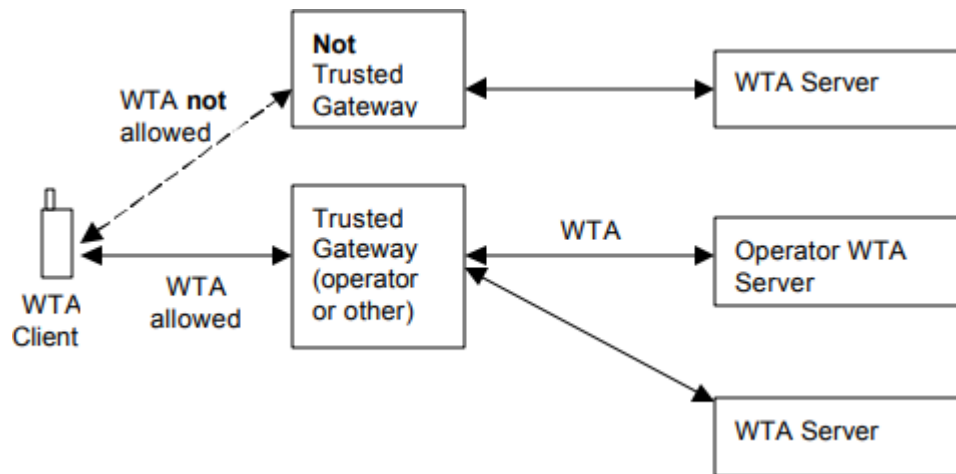 Not
Trusted
Gateway
WTA Server
WTA not
allowed
Trusted
Gateway
(operator
or other)
WTA
Operator WTA
Server
WTA
allowed
WTA
Client
WTA Server